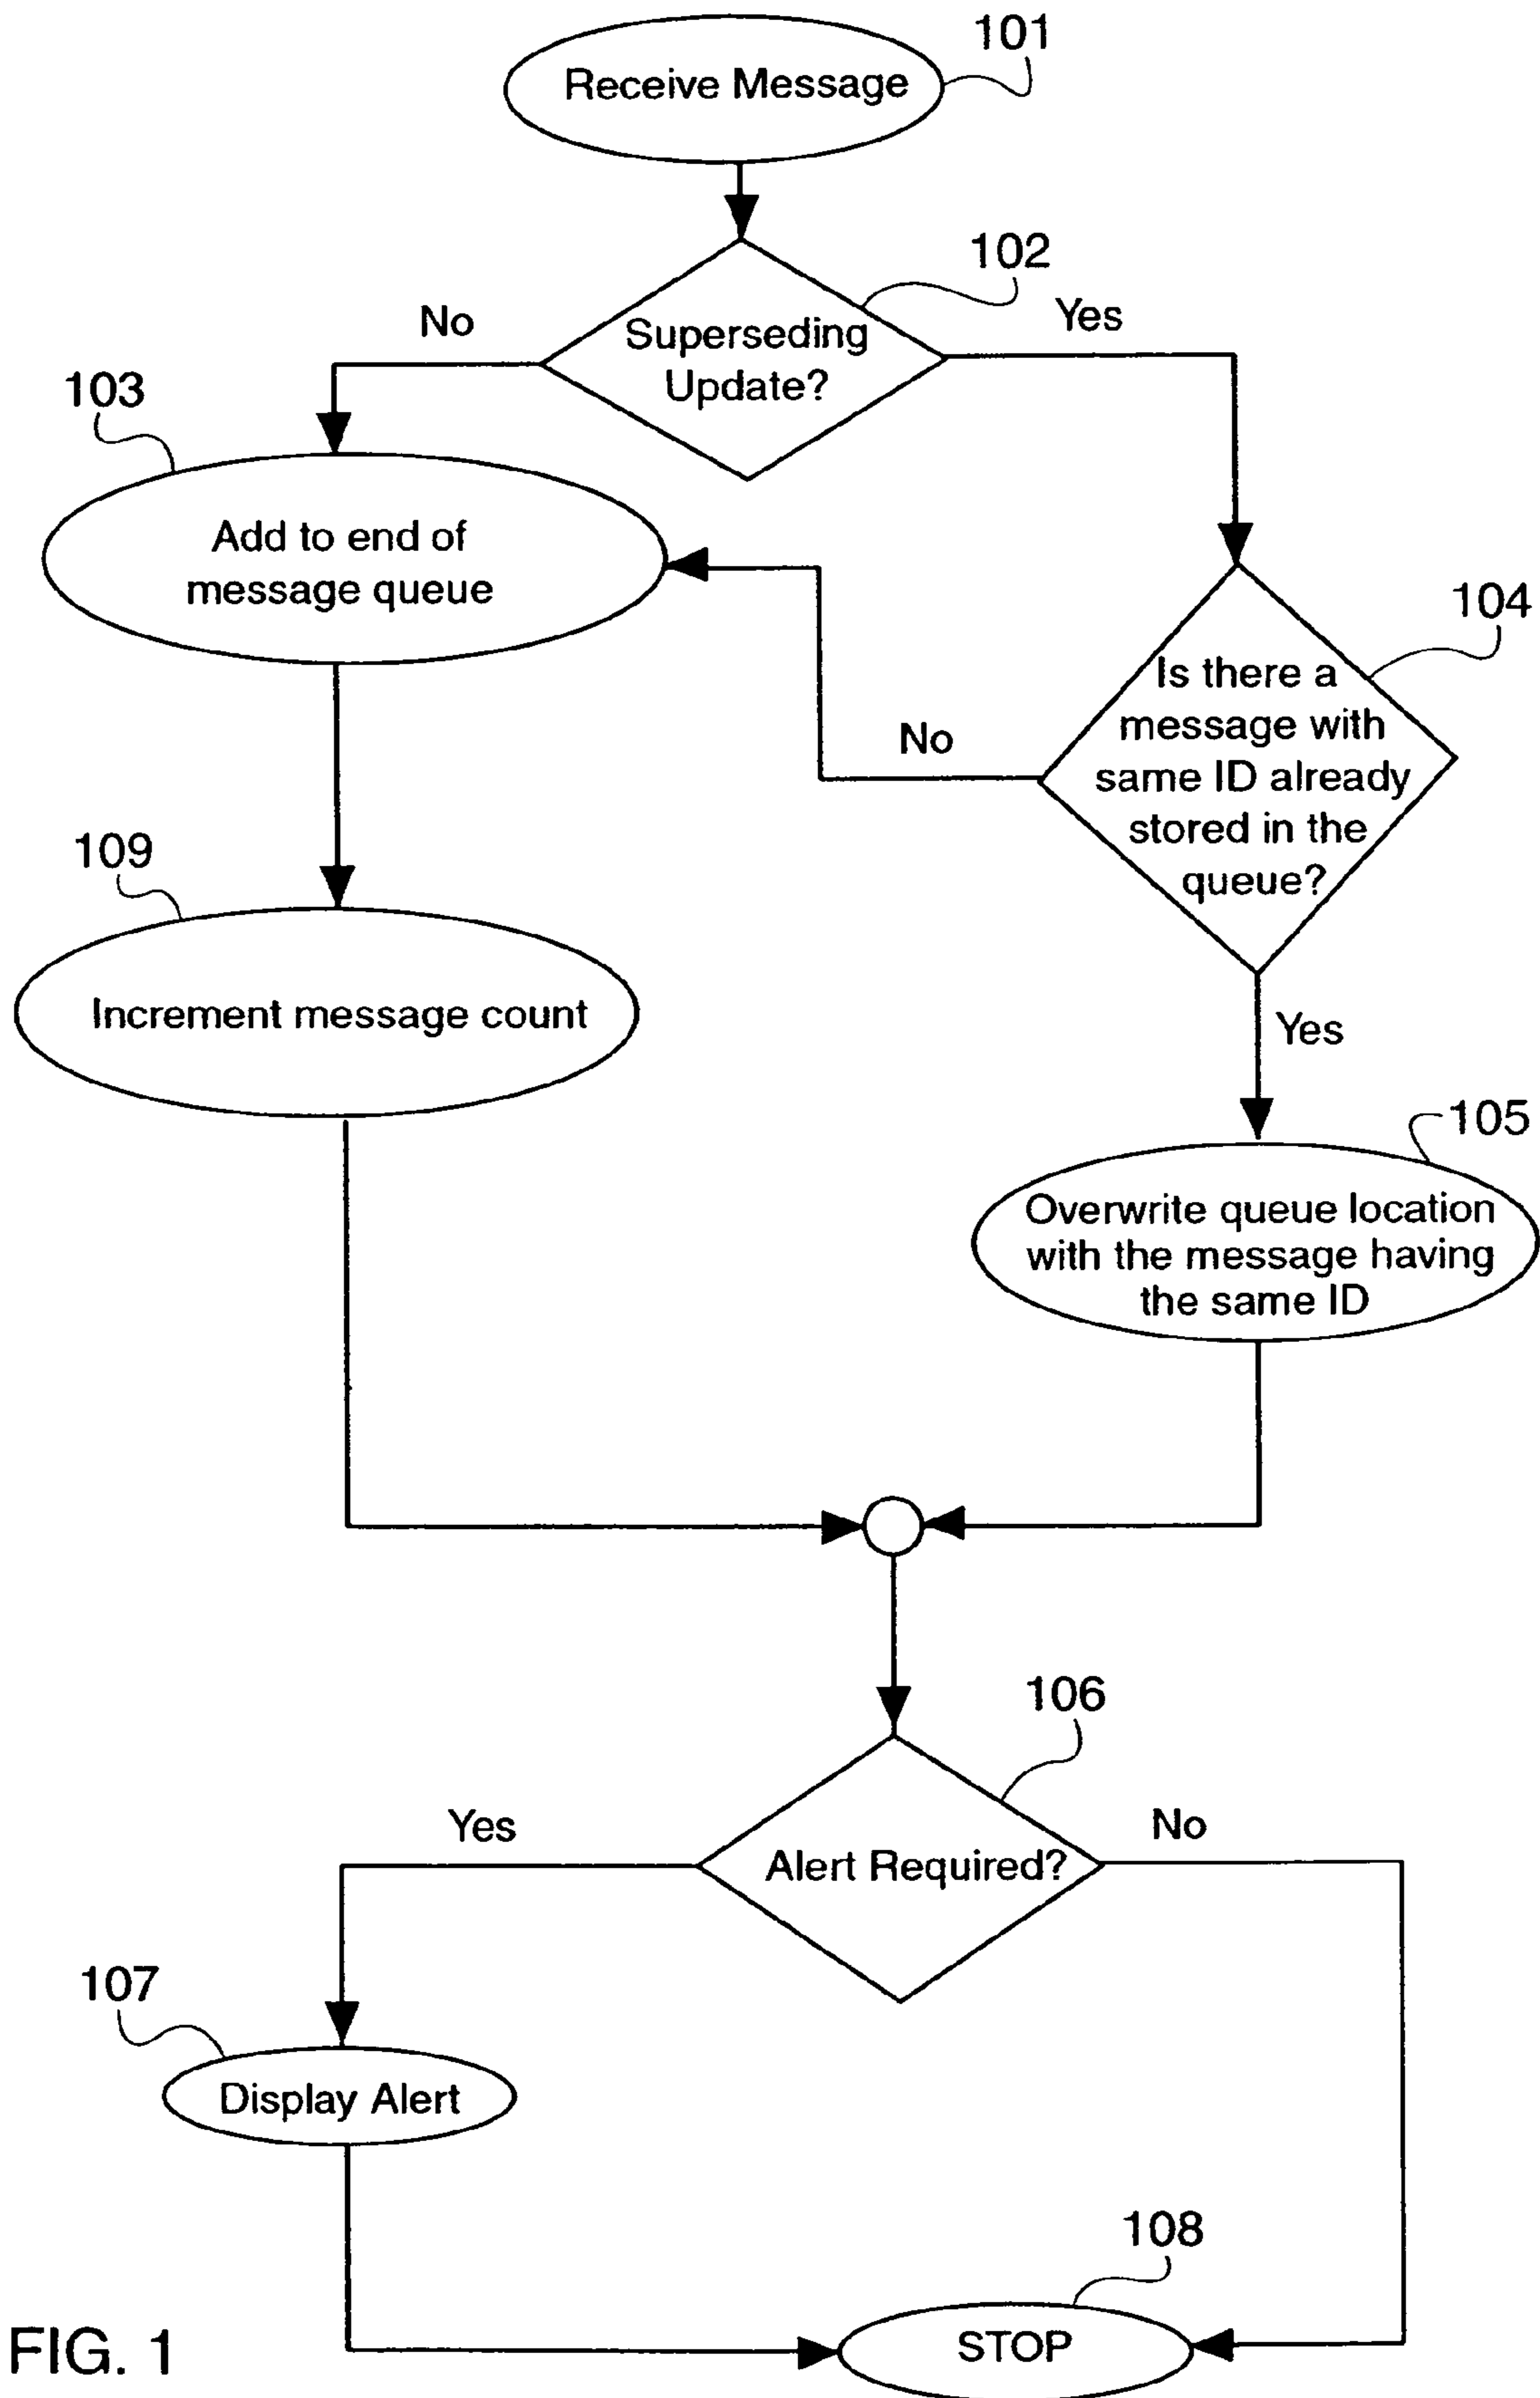 101
Receive Message
102
No
Yes
Superseding
Update?
103
Add to end of
message queue
104
Is there a
message with
same ID already
stored in the
queue?
No
109
Increment message count
Yes
105
Overwrite queue location
with the message having
the same ID
106
Yes
No
Alert Required?
107
Display Alert
108
STOP
FIG. 1